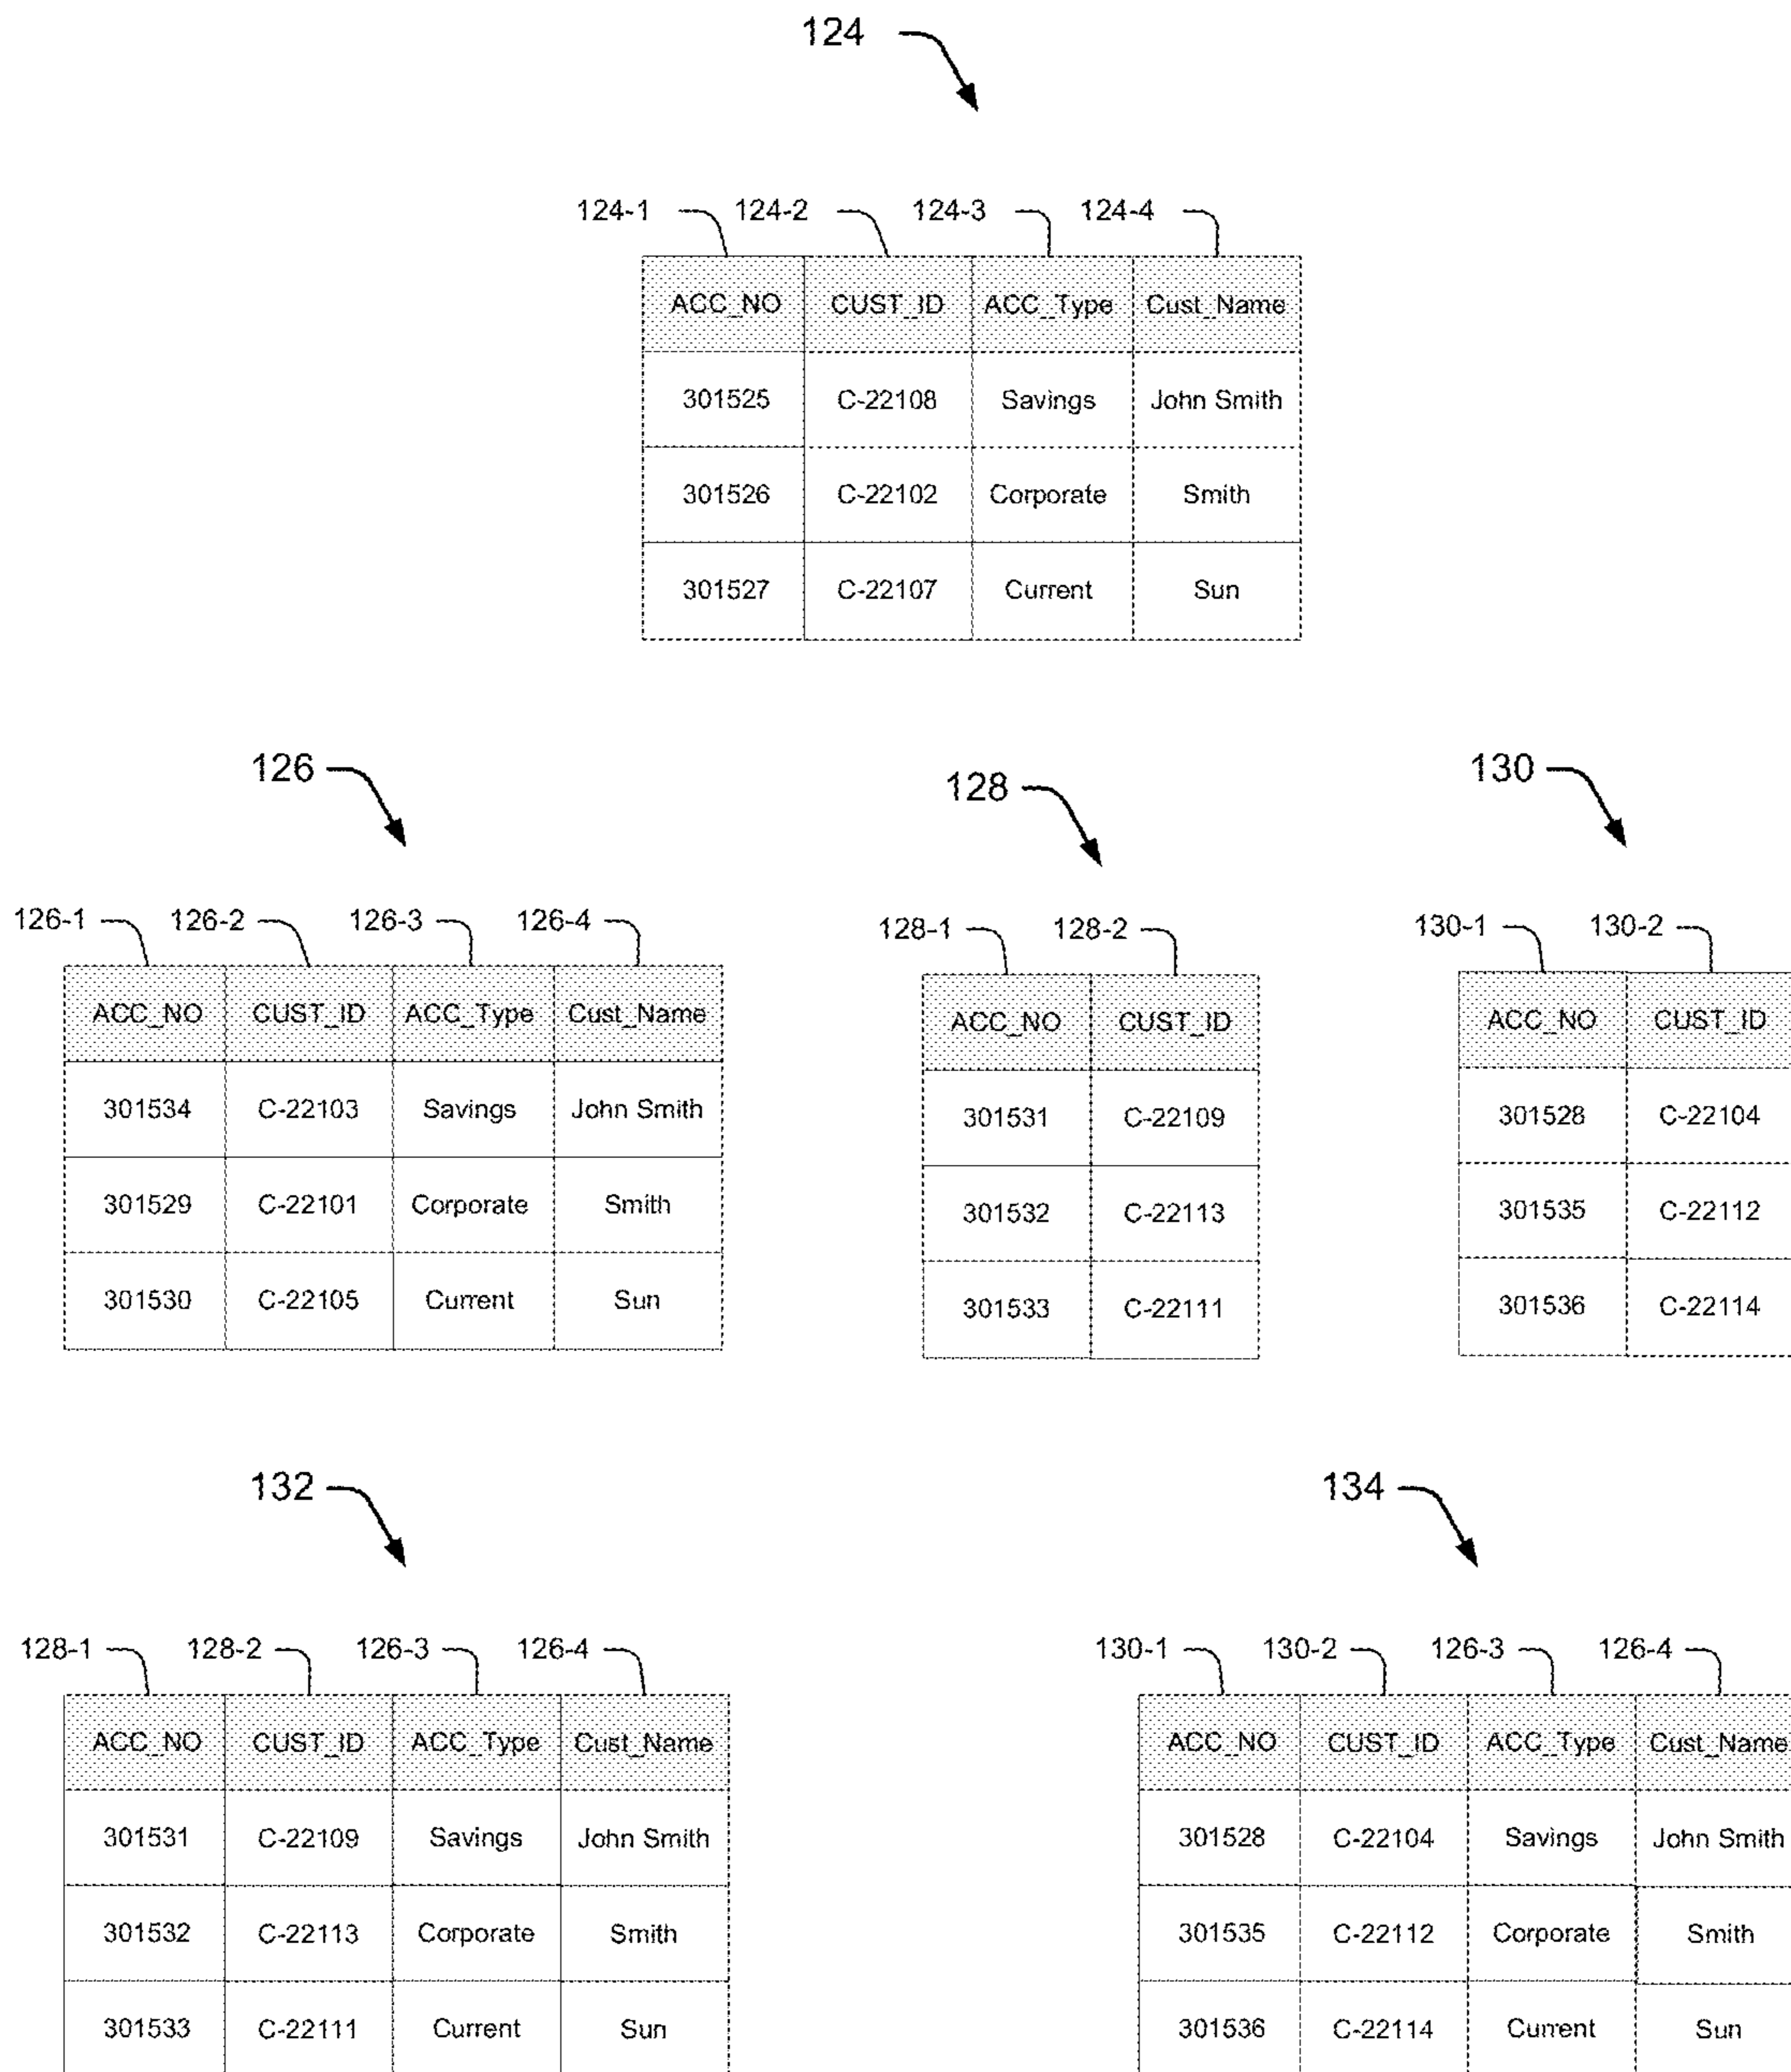 124
124-1 124-2 124-3 124-4
ACC_NO CUST_ID ACC_Type Cust_Name
301525 C-22108 Savings John Smith
301526 C-22102 Corporate Smith
301527 C-22107 Current Sun
126 128 130
126-1 126-2 126-3 126-4 128-1 128-2 130-1 130-2
ACC_NO CUST_ID ACC_Type Cust_Name ACC_NO CUST_ID ACC_NO CUST_ID
301534 C-22103 Savings John Smith 301531 C-22109 301528 C-22104
301529 C-22101 Corporate Smith 301532 C-22113 301535 C-22112
301530 C-22105 Current Sun 301533 C-22111 301536 C-22114
132 134
128-1 128-2 126-3 126-4 130-1 130-2 126-3 126-4
ACC_NO CUST_ID ACC_Type Cust_Name ACC_NO CUST_ID ACC_Type Cust_Name
301531 C-22109 Savings John Smith 301528 C-22104 Savings John Smith
301532 C-22113 Corporate Smith 301535 C-22112 Corporate Smith
301533 C-22111 Current Sun 301536 C-22114 Current Sun